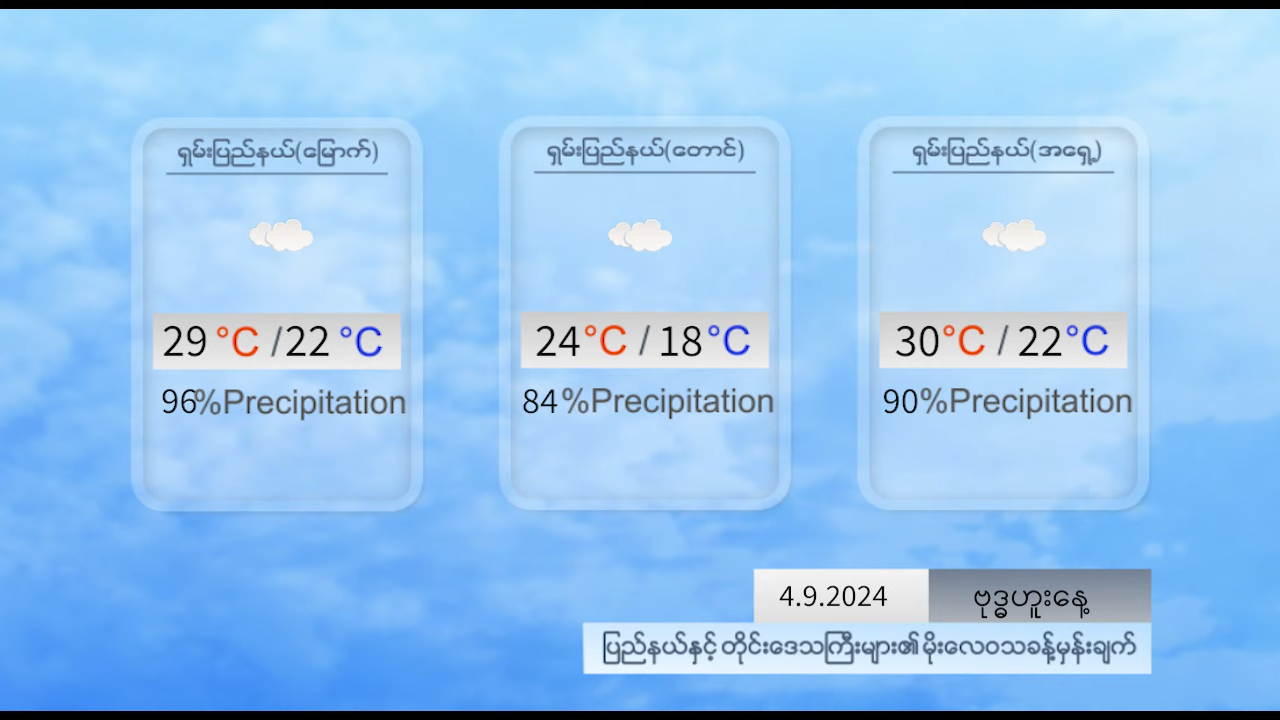 ရှမ်းပြည်နယ်(မြောက်)
29 °C /22 °C
96%Precipitation
ရှမ်းပြည်နယ်(တောင်)
24°C / 18°C
84%Precipitation
ရှမ်းပြည်နယ်(အရှေ့)
30°C / 22°C
90%Precipitation
4.9.2024 ဗုဒ္ဓဟူးနေ့
ပြည်နယ်နှင့် တိုင်းဒေသကြီးများ၏ မိုးလေဝသခန့်မှန်းချက်